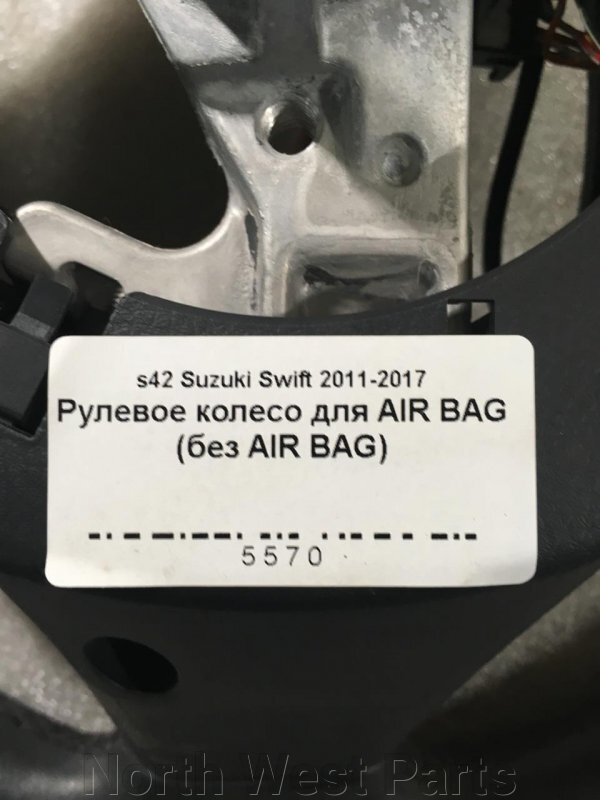 s42 Suzuki Swift 2011-2017
Рулевое колесо для AIR BAG
(без AIR BAG)
5570
North West Parts